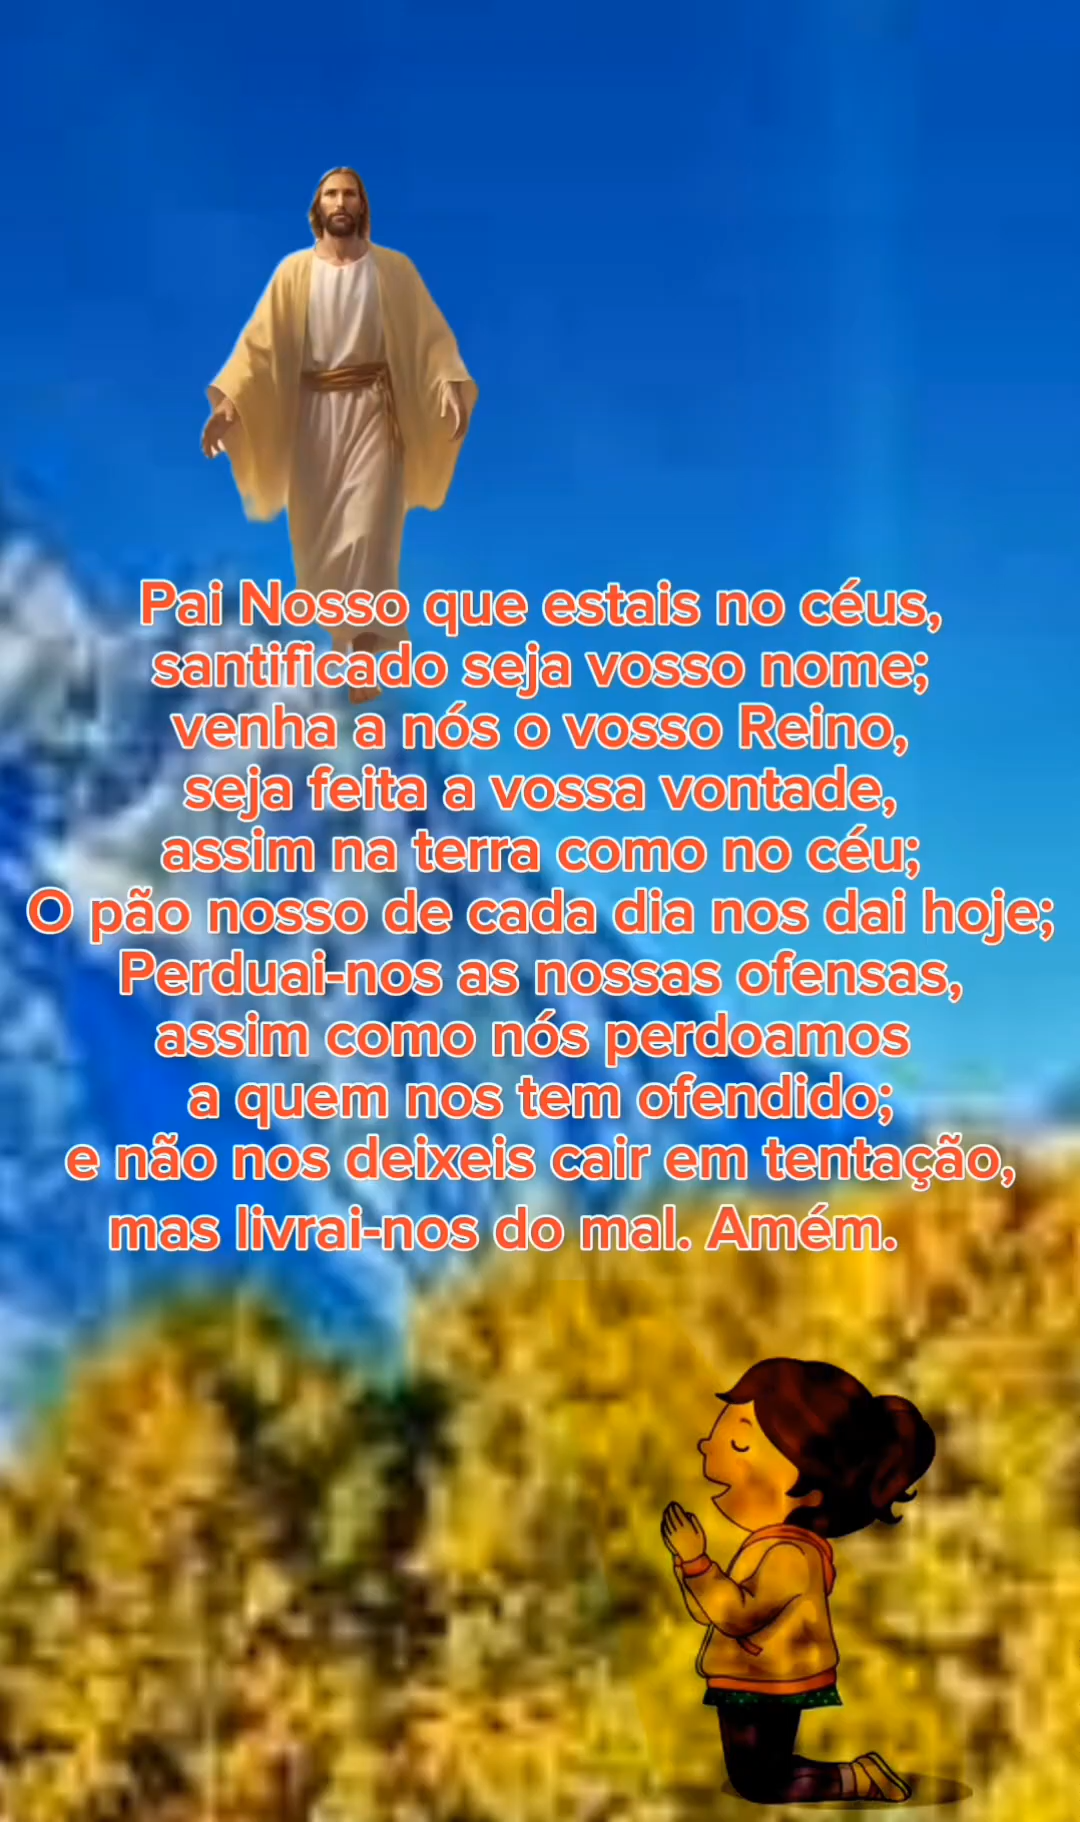 Pai Nosso que estais no céus,
santificado seja vosso nome;
venha a nós o vosso Reino,
seja feita a vossa vontade,
assim na terra como no céu;
O pão nosso de cada dia nos dai hoje;
Perduai-nos as nossas ofensas,
assim como nós perdoamos
a quem nos tem ofendido;
e não nos deixeis cair em tentação,
mas livrai-nos do mal. Amém.